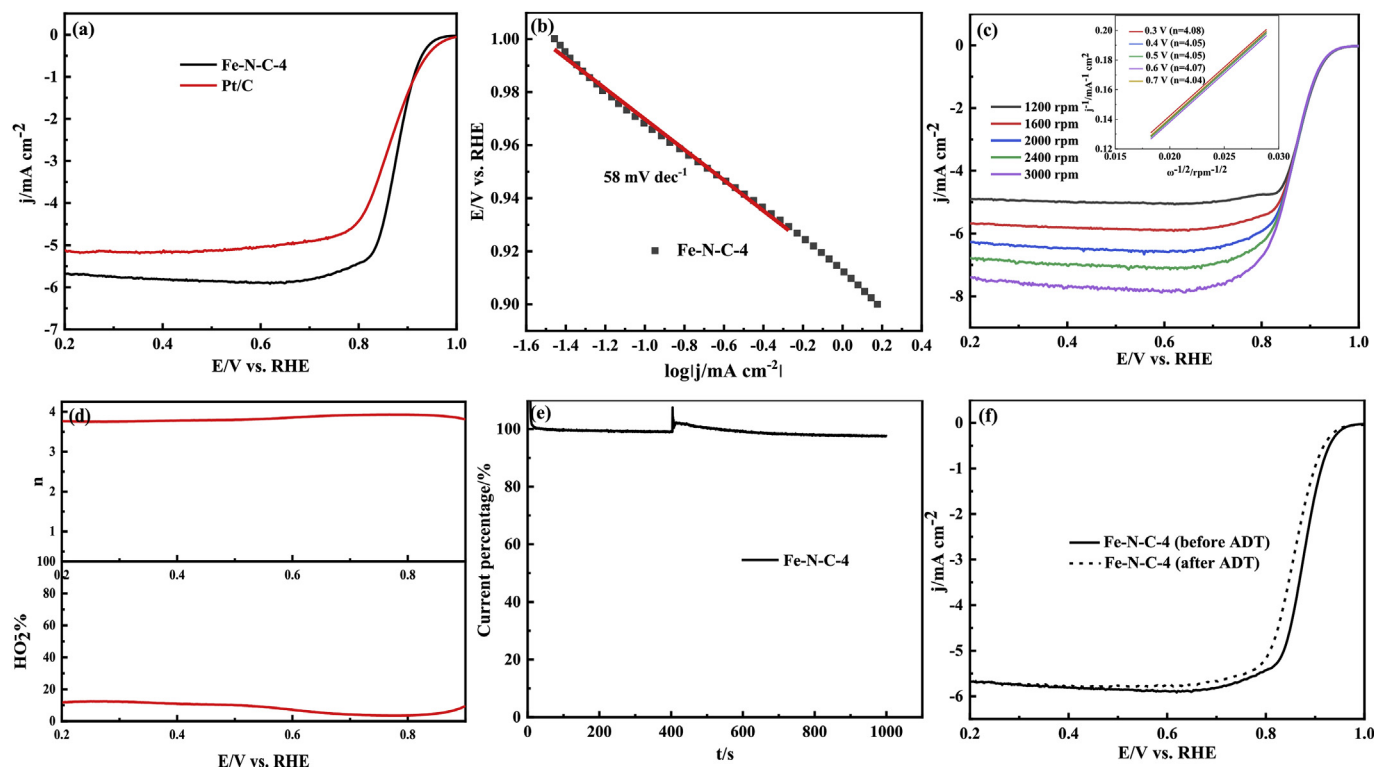 (a)
0
-1
-2
-3
-4
-5
-6
-7
j/mA cm-2
Fe-N-C-4
Pt/C
0.2 0.4 0.6 0.8 1.0
E/V vs. RHE
(b)
1.00
0.98
0.96
0.94
0.92
0.90
E/V vs. RHE
58 mV dec-1
Fe-N-C-4
-1.6 -1.4 -1.2 -1.0 -0.8 -0.6 -0.4 -0.2 0.0 0.2 0.4
log|j/mA cm-2|
(c)
0
-2
-4
-6
-8
j/mA cm-2
1200 rpm
1600 rpm
2000 rpm
2400 rpm
3000 rpm
0.20
0.18
0.16
0.14
0.12
j-1/mA-1 cm2
0.3 V (n=4.08)
0.4 V (n=4.05)
0.5 V (n=4.05)
0.6 V (n=4.07)
0.7 V (n=4.04)
0.015 0.020 0.025 0.030
ω-1/2/rpm-1/2
0.2 0.4 0.6 0.8 1.0
E/V vs. RHE
(d)
4
3
2
1
n
0.2 0.4 0.6 0.8
100
80
60
40
20
0
HO2-%
0.2 0.4 0.6 0.8
E/V vs, RHE
(e)
100
80
60
40
20
0
Current percentage/%
Fe-N-C-4
0 200 400 600 800 1000
t/s
(f)
0
-1
-2
-3
-4
-5
-6
j/mA cm-2
Fe-N-C-4 (before ADT)
Fe-N-C-4 (after ADT)
0.2 0.4 0.6 0.8 1.0
E/V vs. RHE